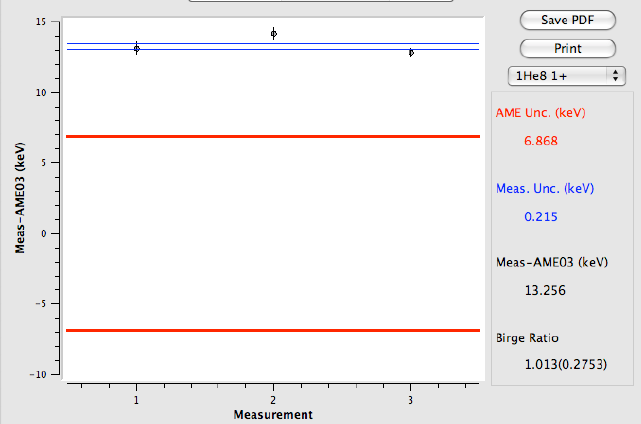 Save PDF
Print
1He8 1+
AME Unc. (keV)
6.868
Meas. Unc. (keV)
0.215
Meas-AME03 (keV)
13.256
Birge Ratio
1.013(0.2753)
Meas-AME03 (keV)
15
10
5
0
-5
-10
1 2 3
Measurement